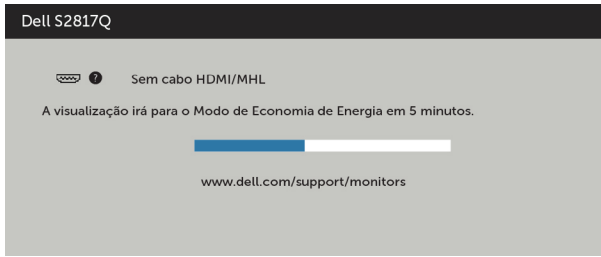 Dell S2817Q
? Sem cabo HDMI/MHL
A visualização irá para o Modo de Economia de Energia em 5 minutos.
www.dell.com/support/monitors